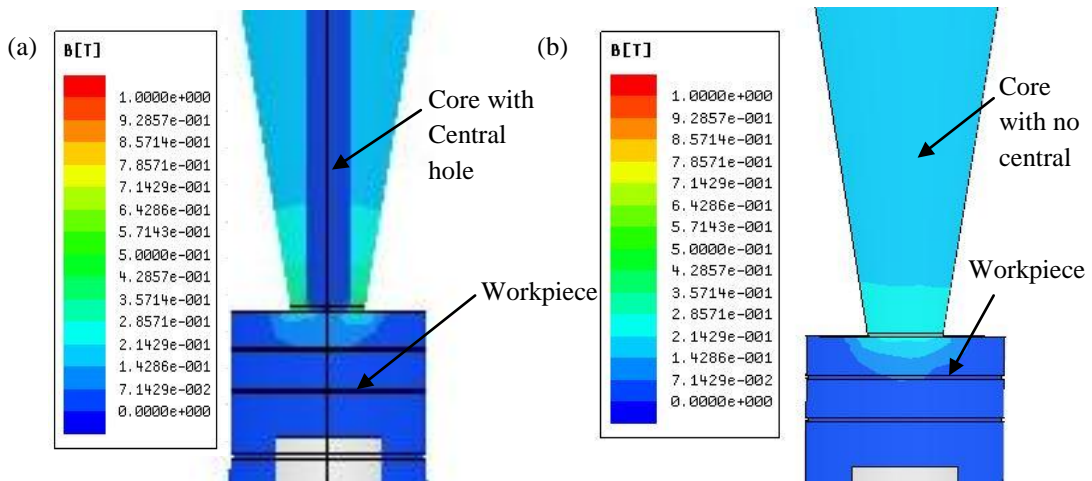 (a)
B[T]
1.0000e+000
9.2857e-001
8.5714e-001
7.8571e-001
7.1429e-001
6.4286e-001
5.7143e-001
5.0000e-001
4.2857e-001
3.5714e-001
2.8571e-001
2.1429e-001
1.4286e-001
7.1429e-002
0.0000e+000
Core with
Central
hole
Workpiece
(b)
B[T]
1.0000e+000
9.2857e-001
8.5714e-001
7.8571e-001
7.1429e-001
6.4286e-001
5.7143e-001
5.0000e-001
4.2857e-001
3.5714e-001
2.8571e-001
2.1429e-001
1.4286e-001
7.1429e-002
0.0000e+000
Core
with no
central
Workpiece